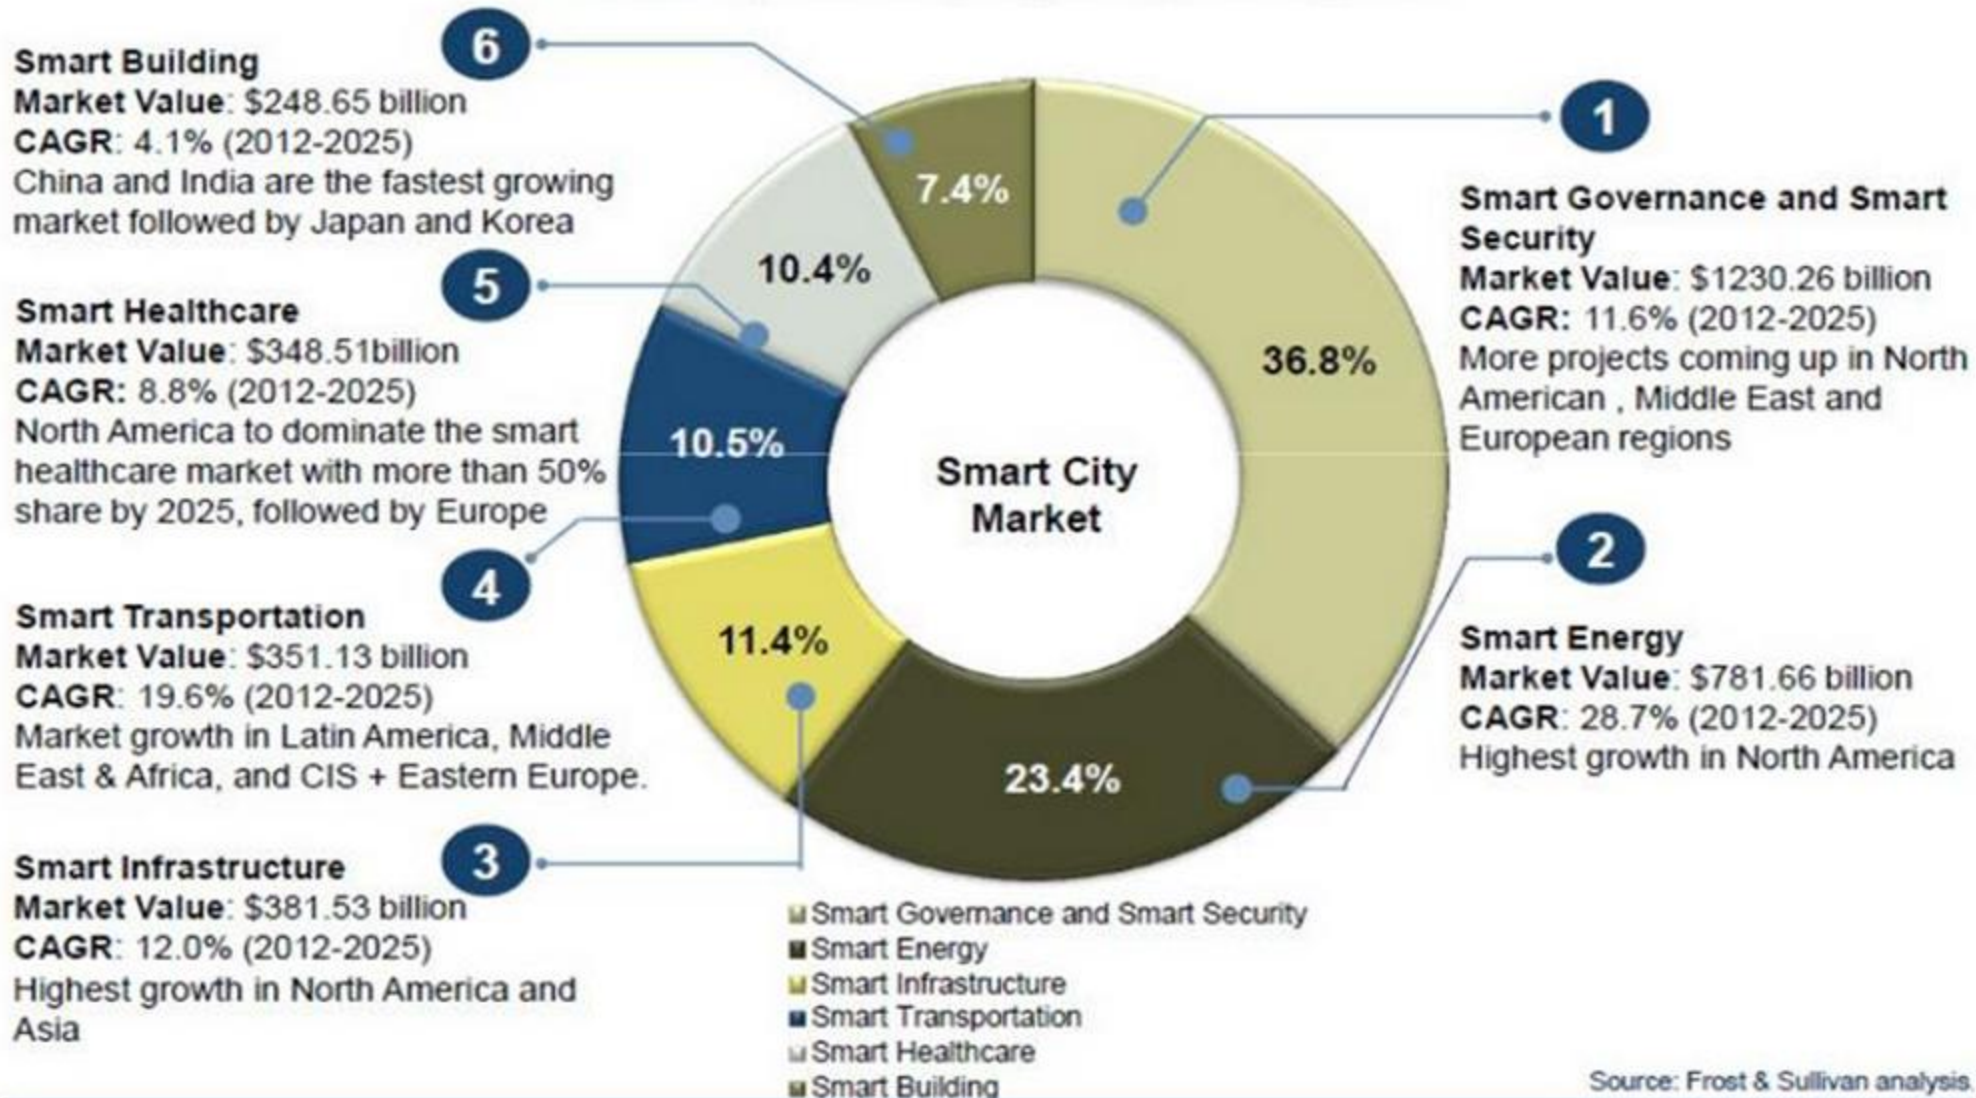 6
Smart Building
Market Value: $248.65 billion
CAGR: 4.1% (2012-2025)
China and India are the fastest growing
market followed by Japan and Korea
5
Smart Healthcare
Market Value: $348.51billion
CAGR: 8.8% (2012-2025)
North America to dominate the smart
healthcare market with more than 50%
share by 2025, followed by Europe
4
Smart Transportation
Market Value: $351.13 billion
CAGR: 19.6% (2012-2025)
Market growth in Latin America, Middle
East & Africa, and CIS + Eastern Europe.
3
Smart Infrastructure
Market Value: $381.53 billion
CAGR: 12.0% (2012-2025)
Highest growth in North America and
Asia
7.4%
10.4%
36.8%
10.5%
Smart City
Market
11.4%
23.4%
1
Smart Governance and Smart
Security
Market Value: $1230.26 billion
CAGR: 11.6% (2012-2025)
More projects coming up in North
American , Middle East and
European regions
2
Smart Energy
Market Value: $781.66 billion
CAGR: 28.7% (2012-2025)
Highest growth in North America
Smart Governance and Smart Security
Smart Energy
Smart Infrastructure
Smart Transportation
Smart Healthcare
Smart Building
Source: Frost & Sullivan analysis.